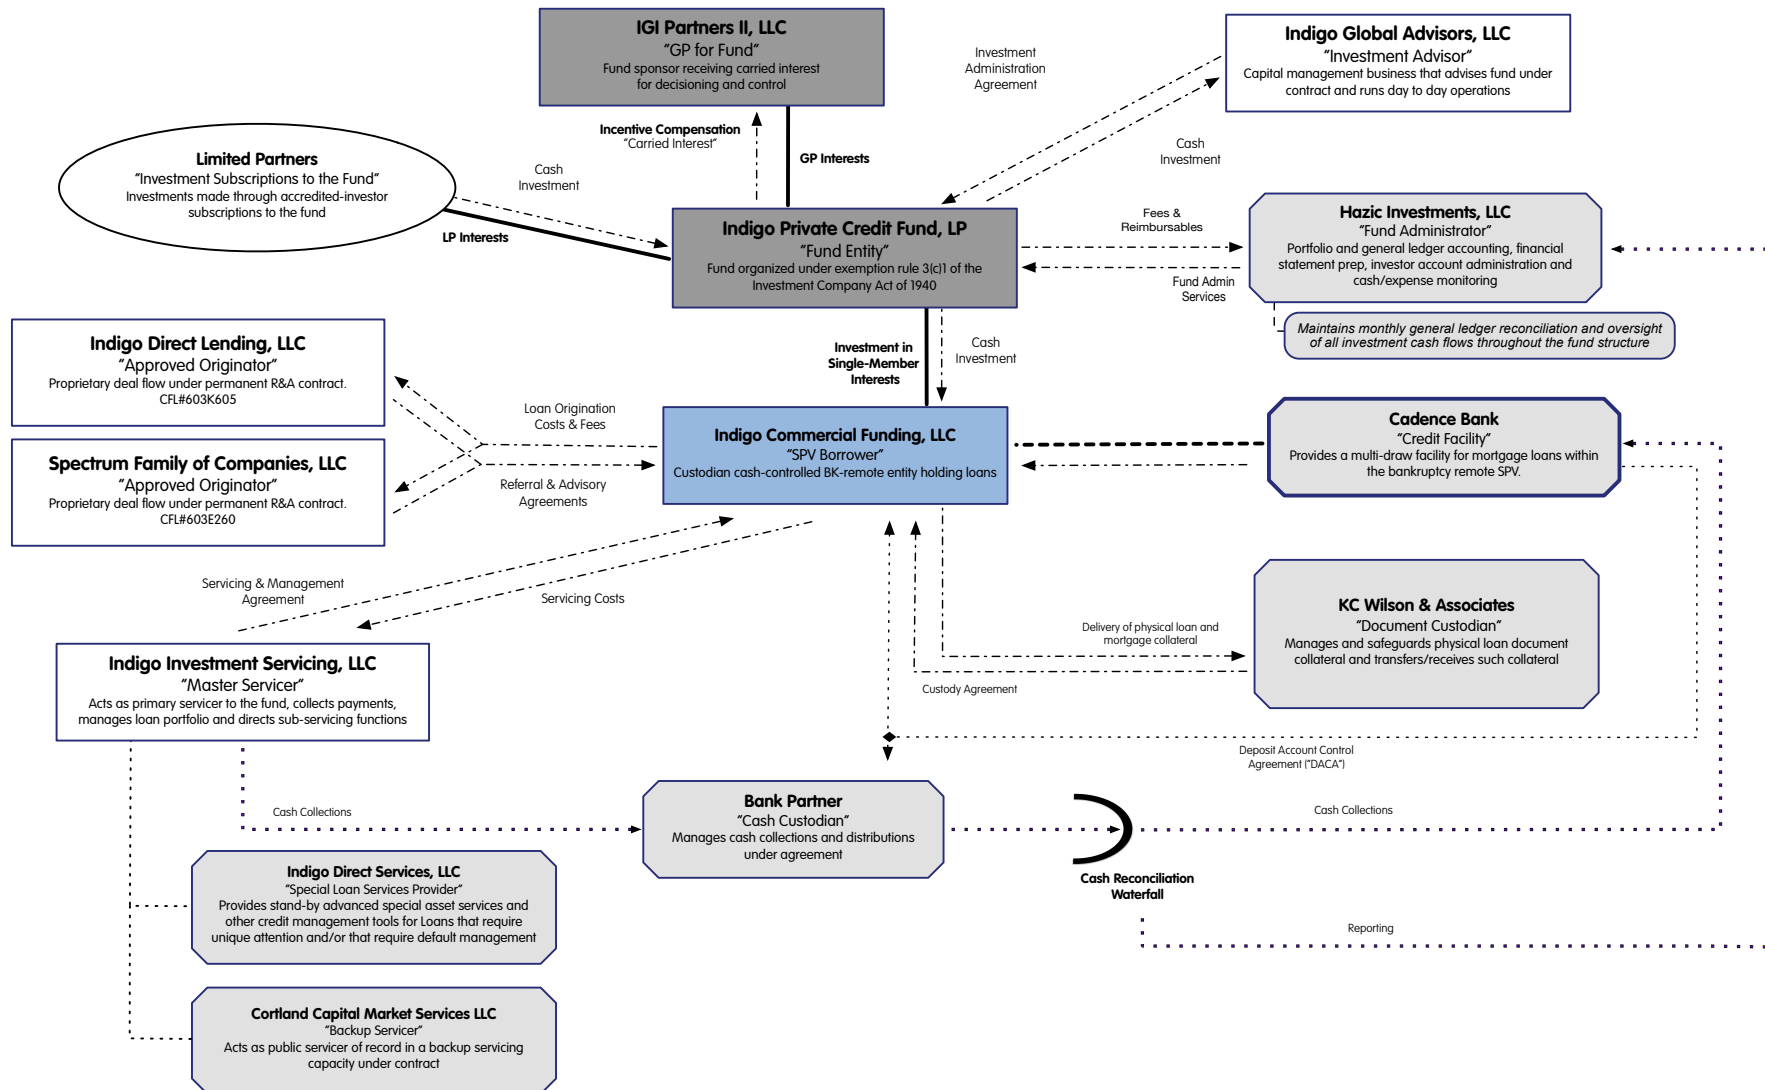 IGI Partners II, LLC
"GP for Fund"
Fund sponsor receiving carried interest
for decisioning and control
Indigo Global Advisors, LLC
"Investment Advisor"
Capital management business that advises fund under
contract and runs day to day operations
Investment
Administration
Agreement
Incentive Compensation
"Carried Interest"
GP Interests
Cash
Investment
Limited Partners
"Investment Subscriptions to the Fund"
Investments made through accredited-investor
subscriptions to the fund
Cash
Investment
LP Interests
Indigo Private Credit Fund, LP
"Fund Entity"
Fund organized under exemption rule 3(c)1 of the
Investment Company Act of 1940
Fees &
Reimbursables
Fund Admin
Services
Hazic Investments, LLC
"Fund Administrator"
Portfolio and general ledger accounting, financial
statement prep, investor account administration and
cash/expense monitoring
Maintains monthly general ledger reconciliation and oversight
of all investment cash flows throughout the fund structure
Indigo Direct Lending, LLC
"Approved Originator"
Proprietary deal flow under permanent R&A contract.
CFL#603K605
Investment in
Single-Member
Interests
Cash
Investment
Loan Origination
Costs & Fees
Spectrum Family of Companies, LLC
"Approved Originator"
Proprietary deal flow under permanent R&A contract.
CFL#603E260
Referral & Advisory
Agreements
Indigo Commercial Funding, LLC
"SPV Borrower"
Custodian cash-controlled BK-remote entity holding loans
Cadence Bank
"Credit Facility"
Provides a multi-draw facility for mortgage loans within
the bankruptcy remote SPV.
Servicing & Management
Agreement
Servicing Costs
Delivery of physical loan and
mortgage collateral
Custody Agreement
KC Wilson & Associates
"Document Custodian"
Manages and safeguards physical loan document
collateral and transfers/receives such collateral
Indigo Investment Servicing, LLC
"Master Servicer"
Acts as primary servicer to the fund, collects payments,
manages loan portfolio and directs sub-servicing functions
Deposit Account Control
Agreement ("DACA")
Cash Collections
Bank Partner
"Cash Custodian"
Manages cash collections and distributions
under agreement
Cash Collections
Cash Reconciliation
Waterfall
Reporting
Indigo Direct Services, LLC
"Special Loan Services Provider"
Provides stand-by advanced special asset services and
other credit management tools for Loans that require
unique attention and/or that require default management
Cortland Capital Market Services LLC
"Backup Servicer"
Acts as public servicer of record in a backup servicing
capacity under contract